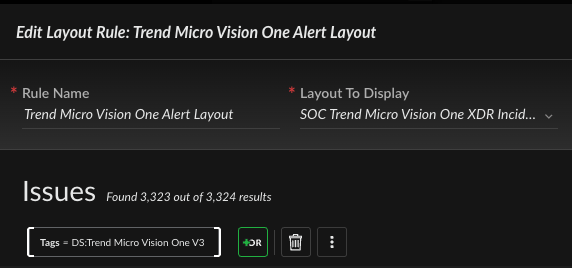 Edit Layout Rule: Trend Micro Vision One Alert Layout
* Rule Name
* Layout To Display
Trend Micro Vision One Alert Layout
SOC Trend Micro Vision One XDR Incid...
Issues Found 3,323 out of 3,324 results
Tags = DS:Trend Micro Vision One V3
+OR